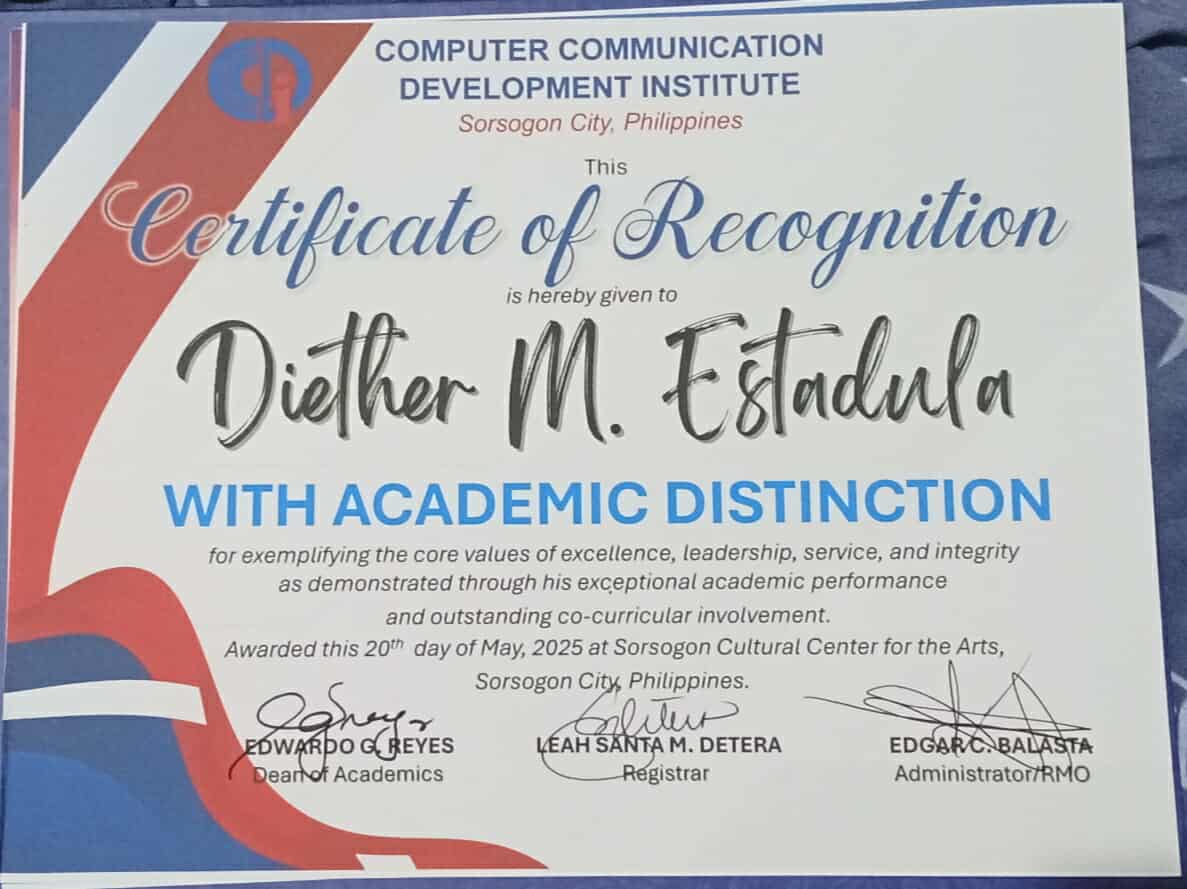 COMPUTER COMMUNICATION
DEVELOPMENT INSTITUTE
Sorsogon City, Philippines
This
Certificate of Recognition
is hereby given to
Diether M. Estadula
WITH ACADEMIC DISTINCTION
for exemplifying the core values of excellence, leadership, service, and integrity
as demonstrated through his exceptional academic performance
and outstanding co-curricular involvement.
Awarded this 20th day of May, 2025 at Sorsogon Cultural Center for the Arts,
Sorsogon City, Philippines.
EDWARDO G. REYES LEAH SANTA M. DETERA EDGAR C. BALASTA
Dean of Academics Registrar Administrator/RMO